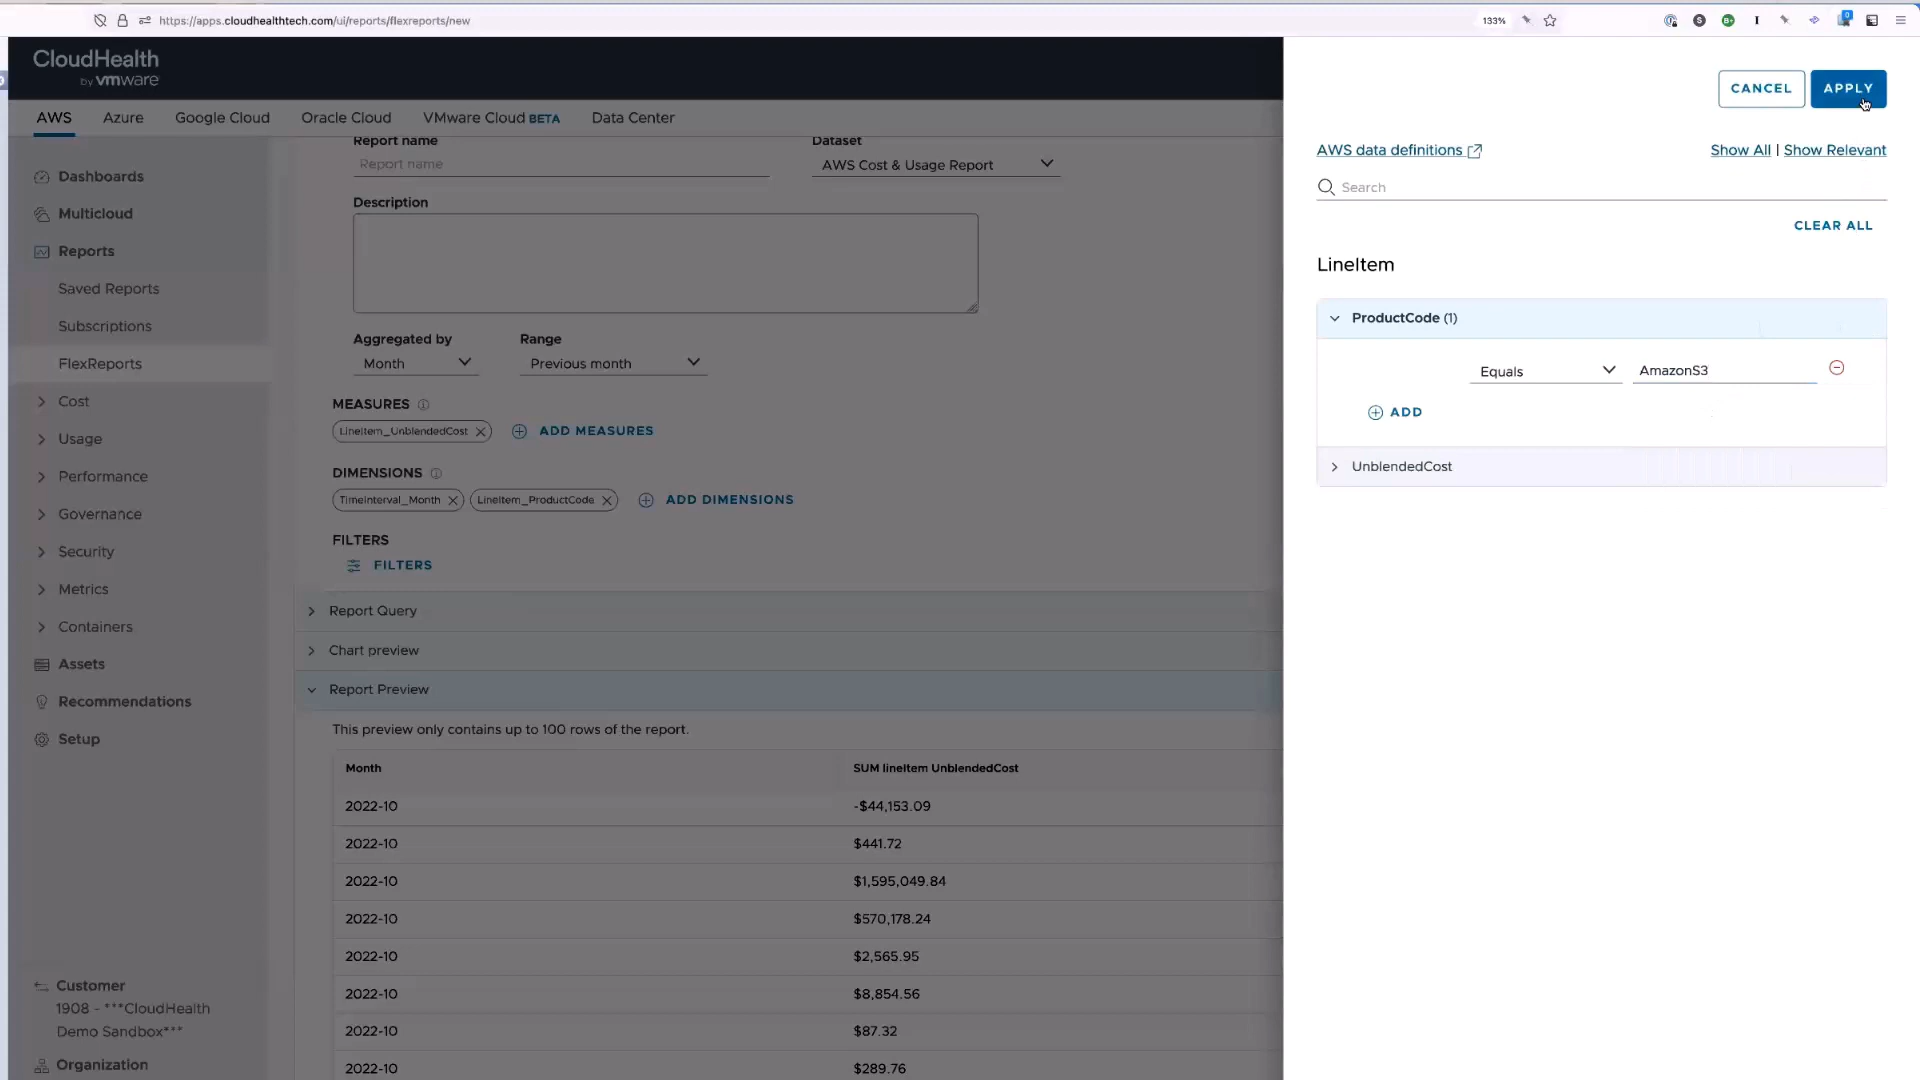 https://apps.cloudhealthtech.com/ui/reports/flexreports/new
133%
CloudHealth
by vmware
AWS
Azure
Google Cloud
Oracle Cloud
VMware Cloud BETA
Data Center
Dashboards
Multicloud
Reports
Saved Reports
Subscriptions
FlexReports
Cost
Usage
Performance
Governance
Security
Metrics
Containers
Assets
Recommendations
Setup
Customer
1908 - ***CloudHealth
Demo Sandbox***
Organization
Report name
Report name
Dataset
AWS Cost & Usage Report
Description
Aggregated by
Month
Range
Previous month
MEASURES
LineItem_UnblendedCost
ADD MEASURES
DIMENSIONS
TimeInterval_Month
LineItem_ProductCode
ADD DIMENSIONS
FILTERS
FILTERS
Report Query
Chart preview
Report Preview
This preview only contains up to 100 rows of the report.
Month SUM lineItem UnblendedCost
2022-10 -$44,153.09
2022-10 $441.72
2022-10 $1,595,049.84
2022-10 $570,178.24
2022-10 $2,565.95
2022-10 $8,854.56
2022-10 $87.32
2022-10 $289.76
CANCEL
APPLY
AWS data definitions
Show All | Show Relevant
Search
CLEAR ALL
LineItem
ProductCode (1)
Equals
AmazonS3
ADD
UnblendedCost